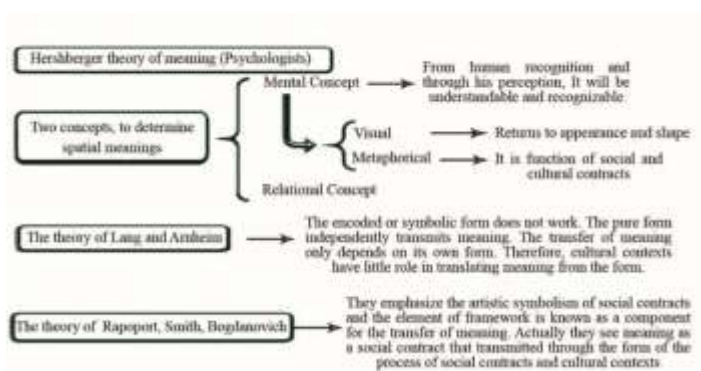 Hershberger theory of meaning (Psychologists)
Mental Concept
From human recognition and
through his perception, It will be
understandable and recognizable
Two concepts, to determine
spatial meanings
Visual
Returns to appearance and shape
Metaphorical
It is function of social and
cultural contracts
Relational Concept
The theory of Lang and Arnheim
The encoded or symbolic form does not work. The pure form
independently transmits meaning. The transfer of meaning
only depends on its own form. Therefore, cultural contexts
have little role in translating meaning from the form.
The theory of Rapoport, Smith, Bogdanovich
They emphasize the artistic symbolism of social contracts
and the element of framework is known as a component
for the transfer of meaning. Actually they see meaning as
a social contract that transmitted through the form of the
process of social contracts and cultural contexts